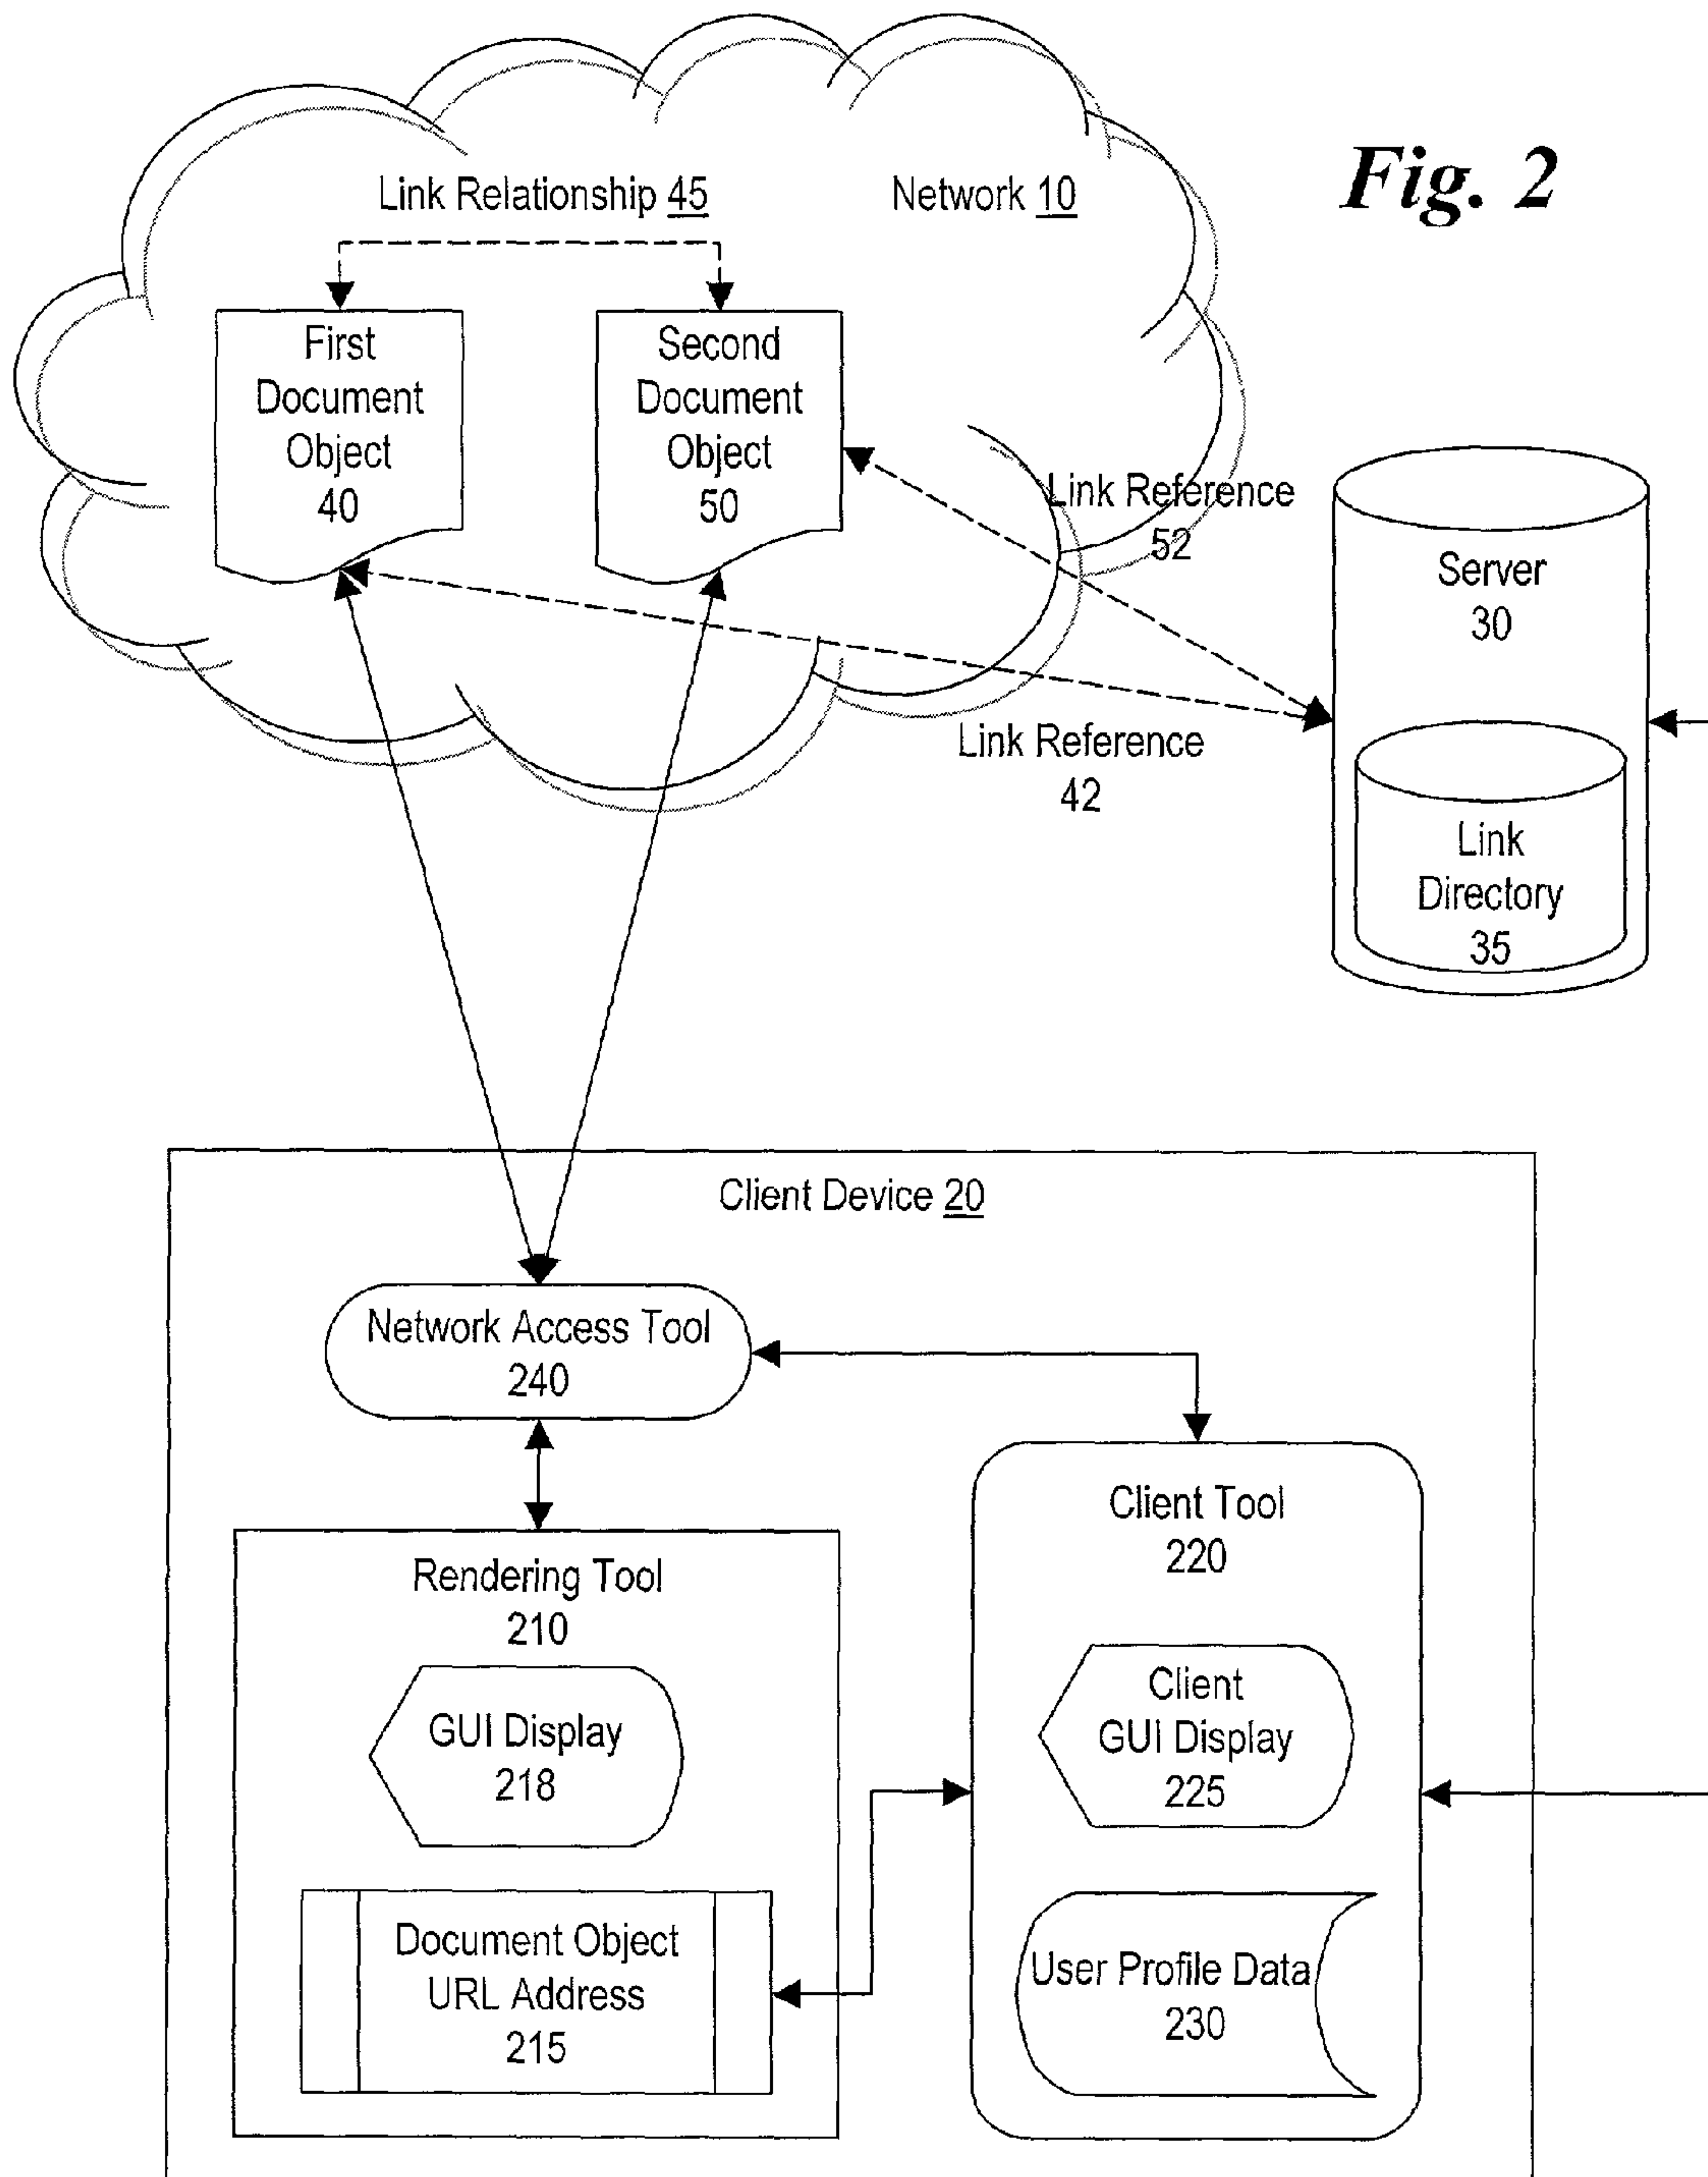 Fig. 2
Link Relationship 45
Network 10
First
Document
Object
40
Second
Document
Object
50
Link Reference
52
Server
30
Link Reference
42
Link
Directory
35
Client Device 20
Network Access Tool
240
Client Tool
220
Rendering Tool
210
GUI Display
218
Client
GUI Display
225
Document Object
URL Address
215
User Profile Data
230